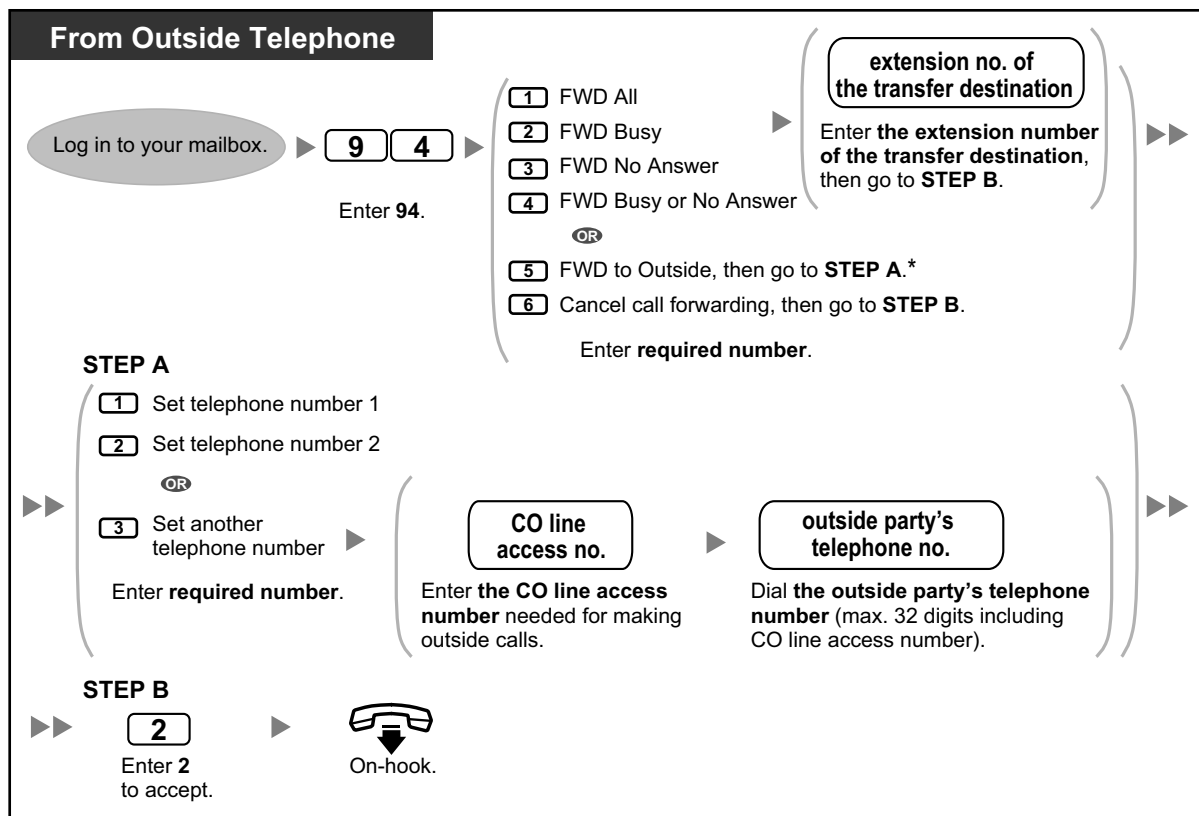 From Outside Telephone
Log in to your mailbox.
9 4
Enter 94.
1 FWD All
2 FWD Busy
3 FWD No Answer
4 FWD Busy or No Answer
OR
5 FWD to Outside, then go to STEP A.*
6 Cancel call forwarding, then go to STEP B.
Enter required number.
extension no. of
the transfer destination
Enter the extension number
of the transfer destination,
then go to STEP B.
STEP A
1 Set telephone number 1
2 Set telephone number 2
OR
3 Set another
telephone number
Enter required number.
CO line
access no.
Enter the CO line access
number needed for making
outside calls.
outside party's
telephone no.
Dial the outside party's telephone
number (max. 32 digits including
CO line access number).
STEP B
2
Enter 2
to accept.
On-hook.